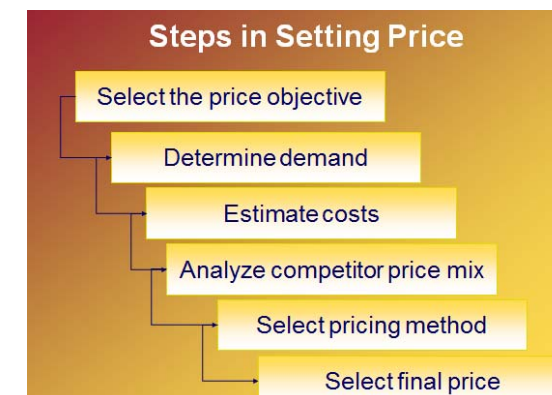 Steps in Setting Price
Select the price objective
Determine demand
Estimate costs
Analyze competitor price mix
Select pricing method
Select final price